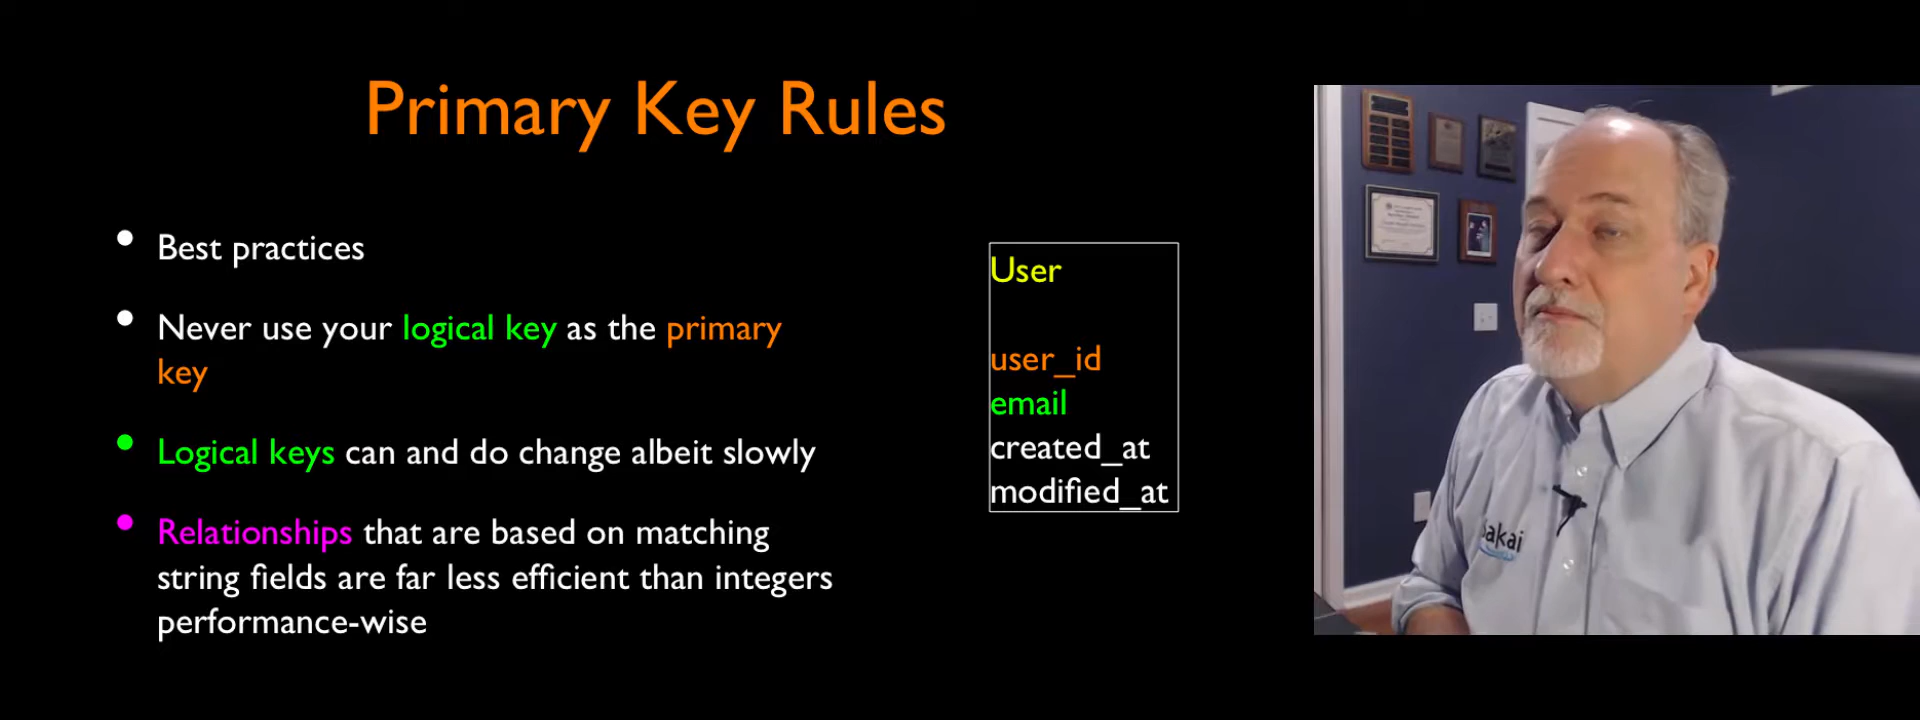 Primary Key Rules
Best practices
Never use your logical key as the primary
key
Logical keys can and do change albeit slowly
Relationships that are based on matching
string fields are far less efficient than integers
performance-wise
User
user_id
email
created_at
modified_at
sakai